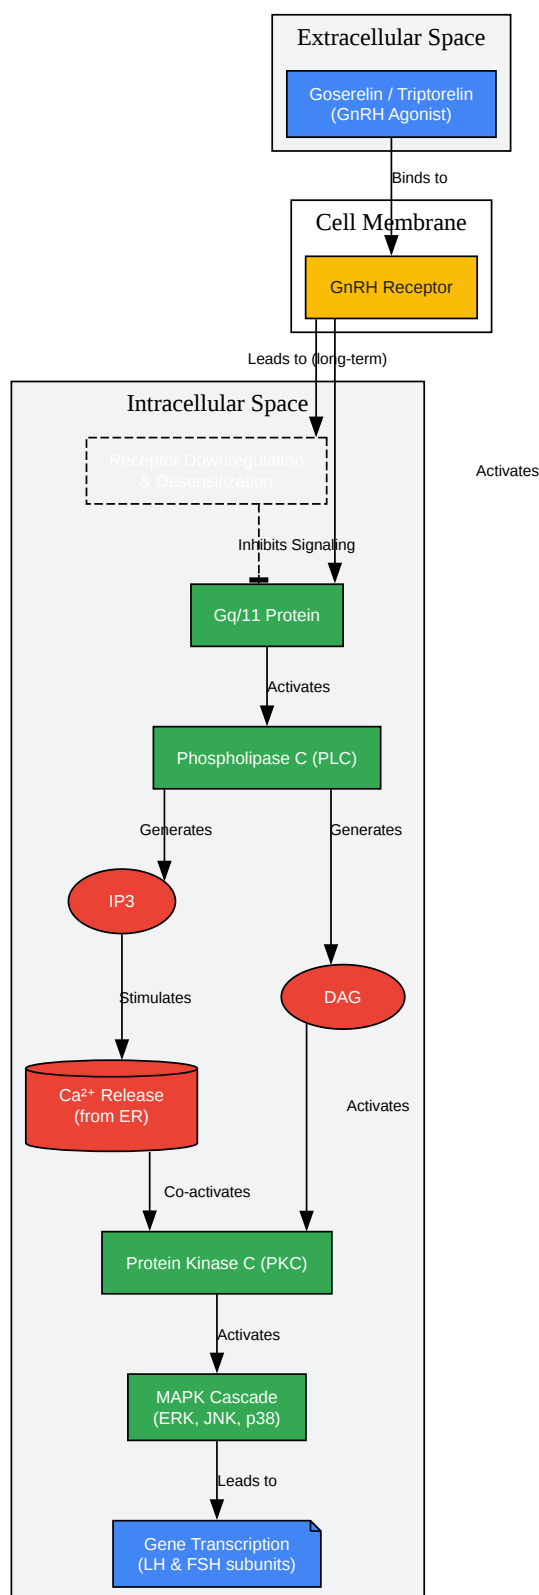 Extracellular Space
Goserelin / Triptorelin
(GnRH Agonist)
Binds to
Cell Membrane
GnRH Receptor
Leads to (long-term)
Intracellular Space
Receptor Downregulation
& Desensitization
Activates
Inhibits Signaling
Gq/11 Protein
Activates
Phospholipase C (PLC)
Generates
Generates
IP3
DAG
Stimulates
Ca²⁺ Release
(from ER)
Activates
Co-activates
Protein Kinase C (PKC)
Activates
MAPK Cascade
(ERK, JNK, p38)
Leads to
Gene Transcription
(LH & FSH subunits)